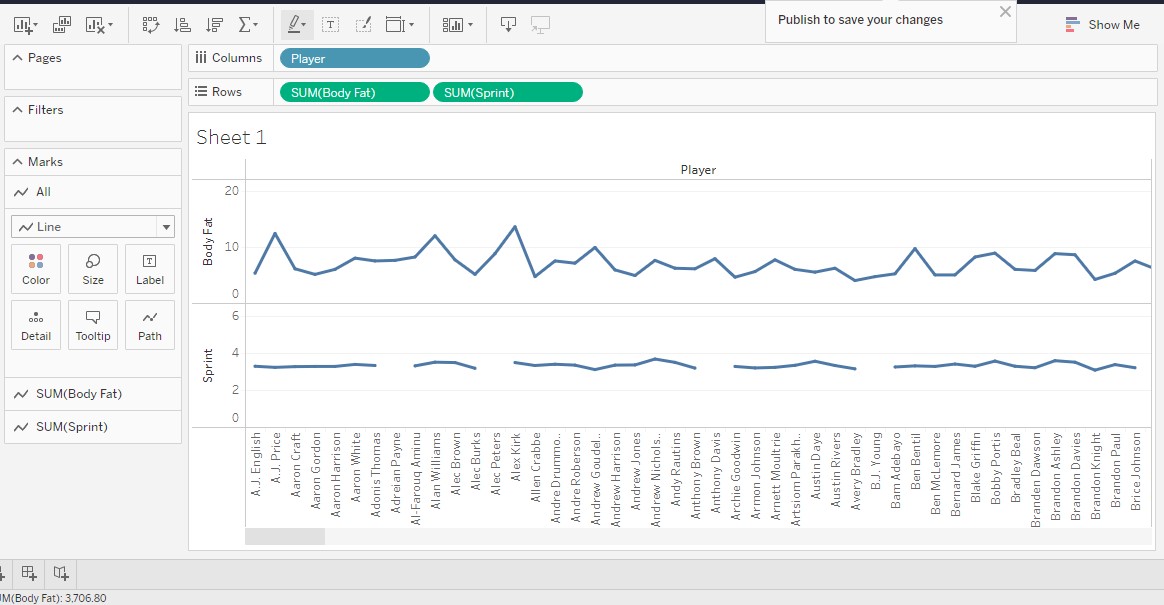 Publish to save your changes
Show Me
Pages
Columns
Player
Rows
SUM(Body Fat)
SUM(Sprint)
Filters
Marks
All
Line
Color
Size
Label
Detail
Tooltip
Path
SUM(Body Fat)
SUM(Sprint)
Sheet 1
Player
Body Fat
20
10
0
Sprint
6
4
2
0
A.J. English
A.J. Price
Aaron Craft
Aaron Gordon
Aaron Harrison
Aaron White
Adonis Thomas
Adreian Payne
Al-Farouq Aminu
Alan Williams
Alec Brown
Alec Burks
Alec Peters
Alex Kirk
Allen Crabbe
Andre Drummo..
Andre Roberson
Andrew Goudel..
Andrew Harrison
Andrew Jones
Andrew Nichols..
Andy Rautins
Anthony Brown
Anthony Davis
Archie Goodwin
Armon Johnson
Arnett Moultrie
Artsiom Parakh..
Austin Daye
Austin Rivers
Avery Bradley
B.J. Young
Bam Adebayo
Ben Bentil
Ben McLemore
Bernard James
Blake Griffin
Bobby Portis
Bradley Beal
Branden Dawson
Brandon Ashley
Brandon Davies
Brandon Knight
Brandon Paul
Brice Johnson
UM(Body Fat): 3,706.80